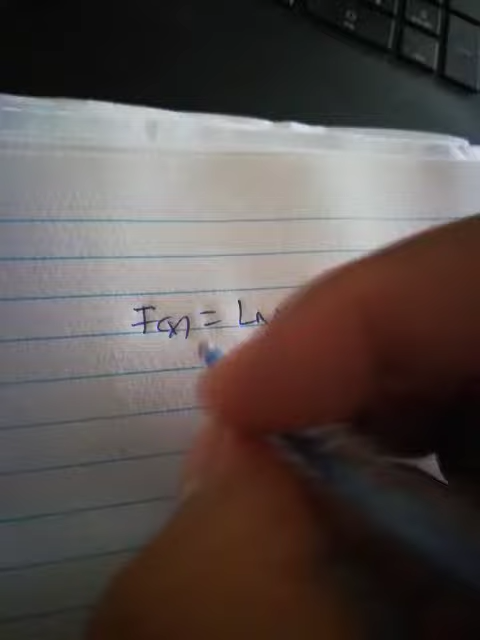 F(x) = Ln